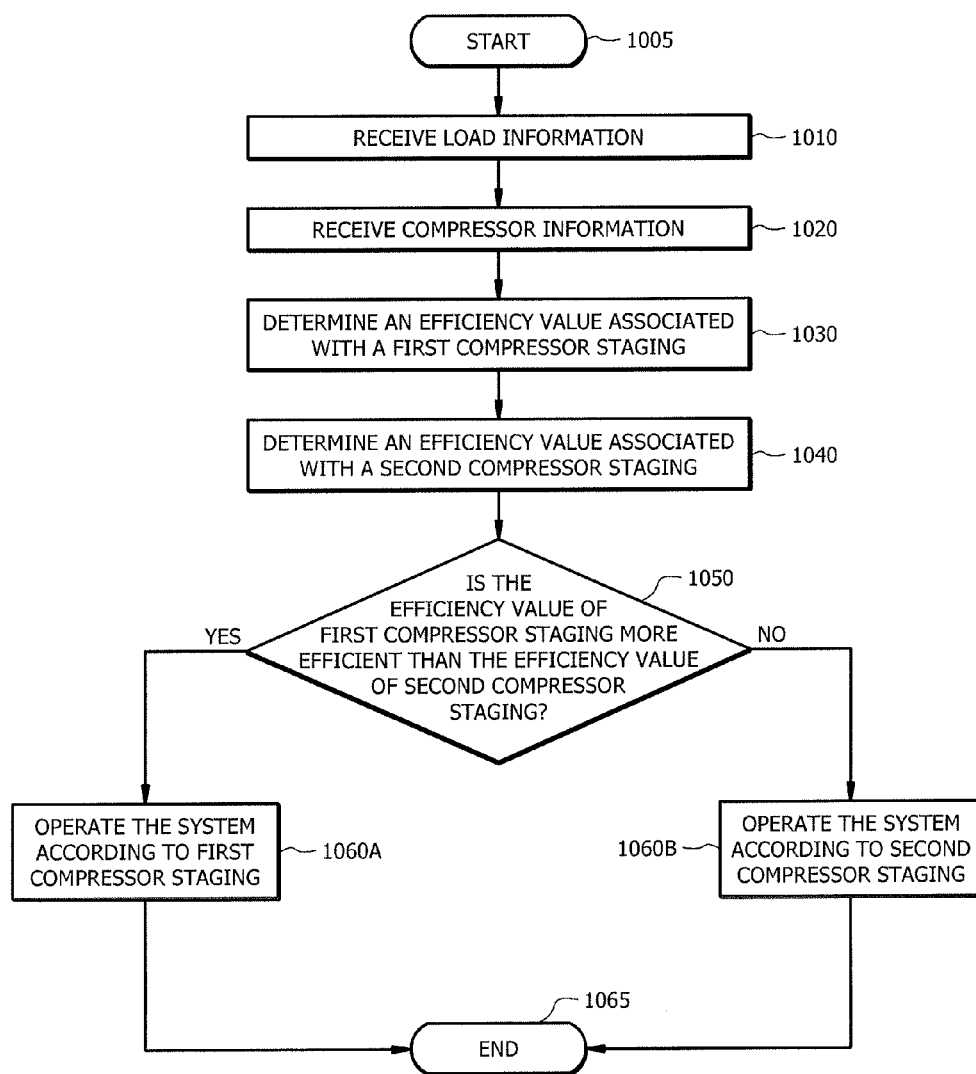 START
1005
RECEIVE LOAD INFORMATION
1010
RECEIVE COMPRESSOR INFORMATION
1020
DETERMINE AN EFFICIENCY VALUE ASSOCIATED
WITH A FIRST COMPRESSOR STAGING
1030
DETERMINE AN EFFICIENCY VALUE ASSOCIATED
WITH A SECOND COMPRESSOR STAGING
1040
IS THE
EFFICIENCY VALUE OF
FIRST COMPRESSOR STAGING MORE
EFFICIENT THAN THE EFFICIENCY VALUE
OF SECOND COMPRESSOR
STAGING?
1050
YES
NO
OPERATE THE SYSTEM
ACCORDING TO FIRST
COMPRESSOR STAGING
1060A
1060B
OPERATE THE SYSTEM
ACCORDING TO SECOND
COMPRESSOR STAGING
1065
END